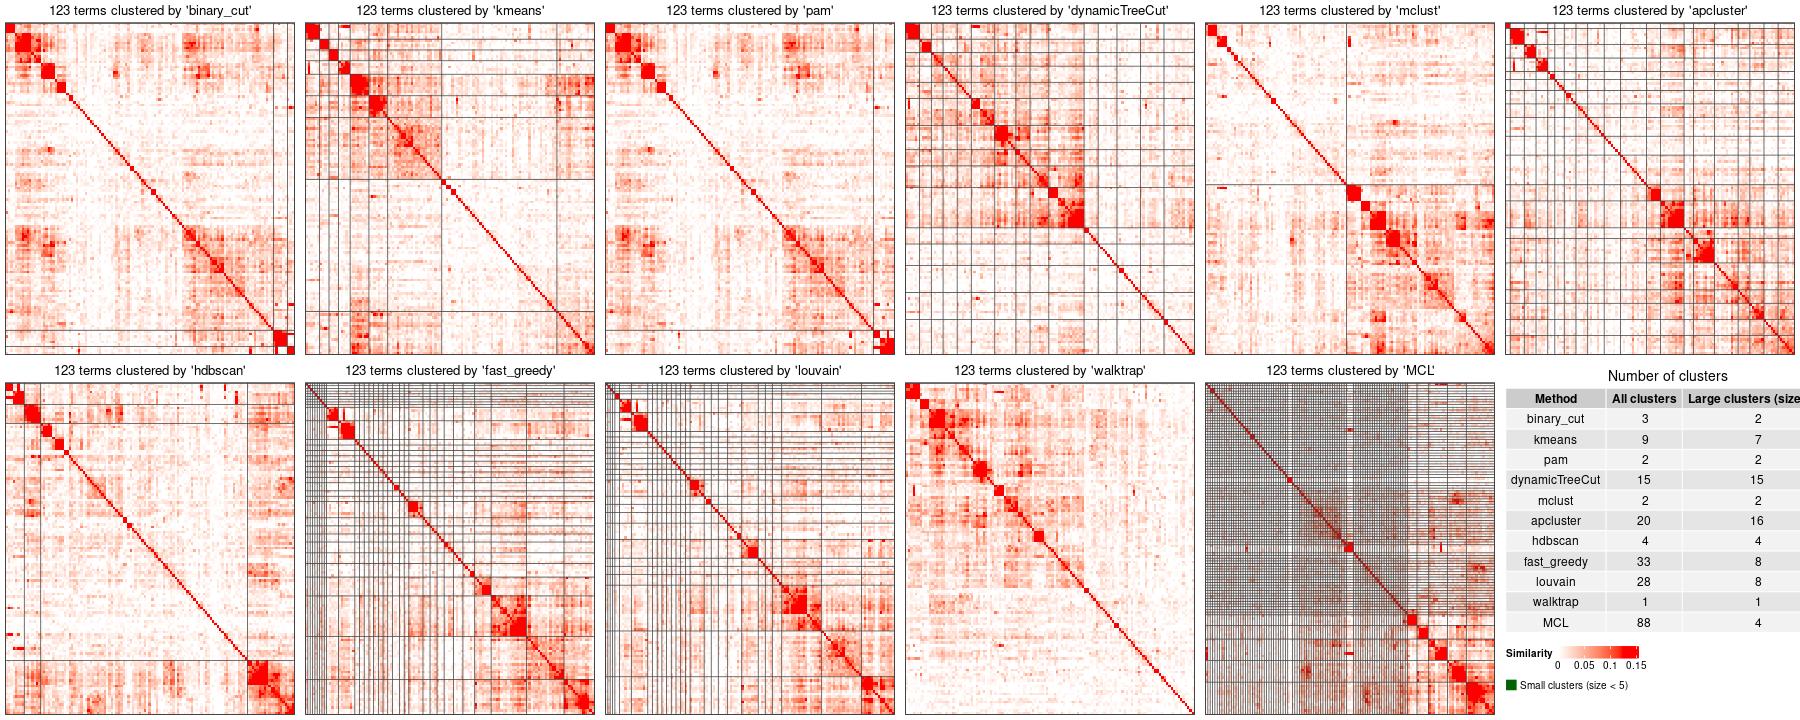 123 terms clustered by 'binary_cut'
123 terms clustered by 'kmeans'
123 terms clustered by 'pam'
123 terms clustered by 'dynamicTreeCut'
123 terms clustered by 'mclust'
123 terms clustered by 'apcluster'
123 terms clustered by 'hdbscan'
123 terms clustered by 'fast_greedy'
123 terms clustered by 'louvain'
123 terms clustered by 'walktrap'
123 terms clustered by 'MCL'
Number of clusters
Method All clusters Large clusters (size
binary_cut 3 2
kmeans 9 7
pam 2 2
dynamicTreeCut 15 15
mclust 2 2
apcluster 20 16
hdbscan 4 4
fast_greedy 33 8
louvain 28 8
walktrap 1 1
MCL 88 4
Similarity
0 0.05 0.1 0.15
Small clusters (size < 5)